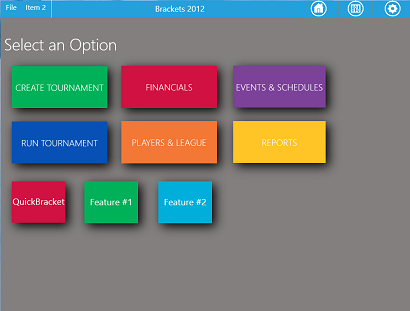 File Item 2 Brackets 2012
Select an Option
CREATE TOURNAMENT FINANCIALS EVENTS & SCHEDULES
RUN TOURNAMENT PLAYERS & LEAGUE REPORTS
QuickBracket Feature #1 Feature #2